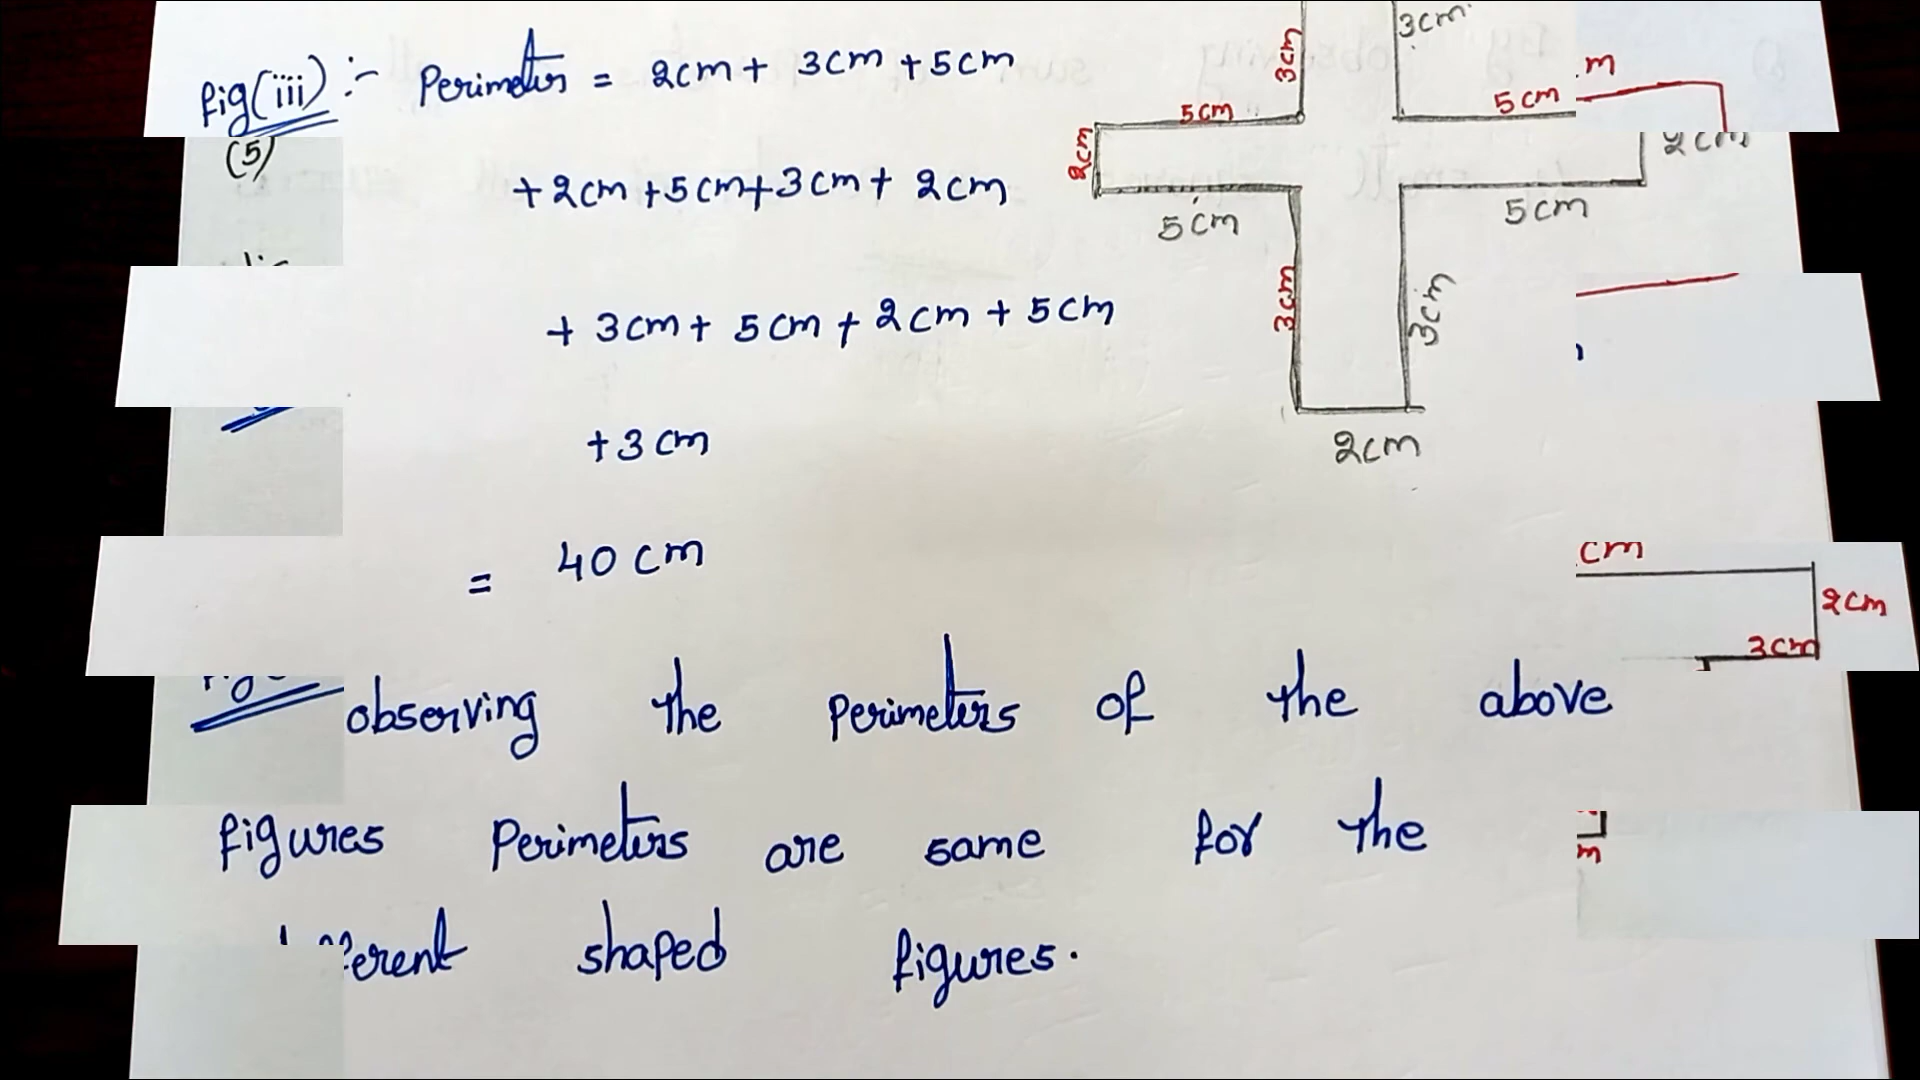 fig(iii) :- Perimeter = 2cm + 3cm + 5cm
(5)
+ 2cm + 5cm + 3cm + 2cm
+ 3cm + 5cm + 2cm + 5cm
+ 3cm
= 40 cm
observing the perimeters of the above
figures Perimeters are same for the
shaped figures.
3cm
3cm
5cm
5cm
2cm
2cm
5cm
5cm
3cm
3cm
2cm
cm
2cm
3cm